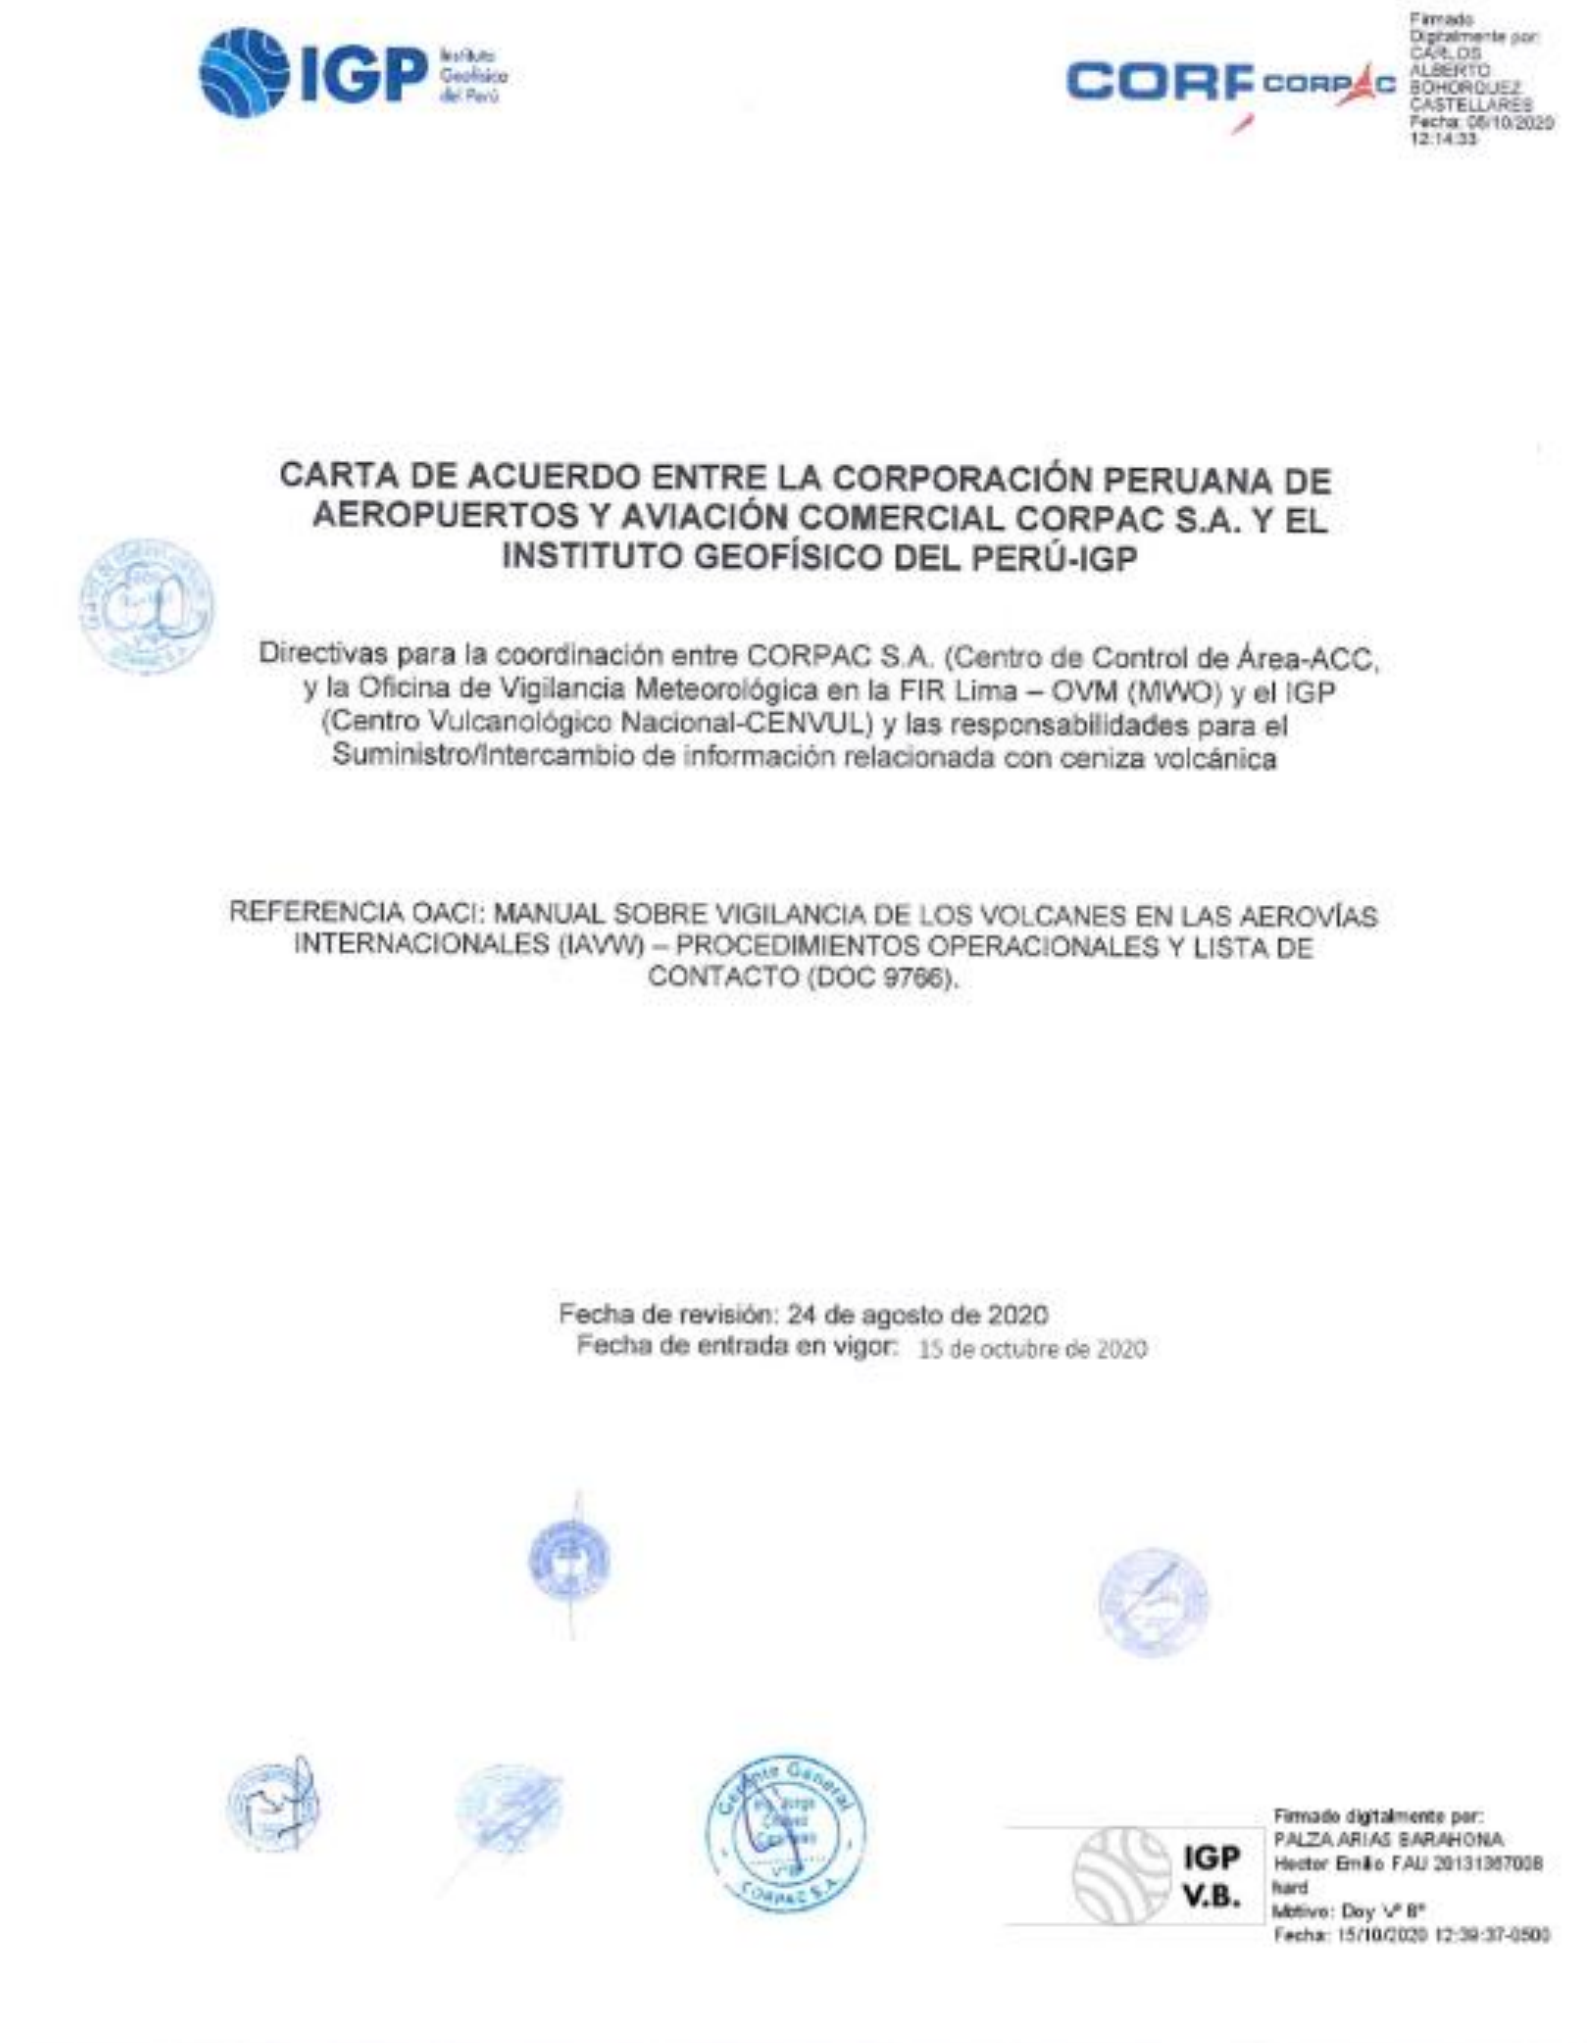 IGP
Instituto
Geofísico
del Perú
CORF CORPAC
Firmado
Digitalmente por:
CARLOS
ALBERTO
BOHORQUEZ
CASTELLARES
Fecha: 08/10/2020
12:14:33
CARTA DE ACUERDO ENTRE LA CORPORACIÓN PERUANA DE
AEROPUERTOS Y AVIACIÓN COMERCIAL CORPAC S.A. Y EL
INSTITUTO GEOFÍSICO DEL PERÚ-IGP
Directivas para la coordinación entre CORPAC S.A. (Centro de Control de Área-ACC,
y la Oficina de Vigilancia Meteorológica en la FIR Lima – OVM (MWO) y el IGP
(Centro Vulcanológico Nacional-CENVUL) y las responsabilidades para el
Suministro/Intercambio de información relacionada con ceniza volcánica
REFERENCIA OACI: MANUAL SOBRE VIGILANCIA DE LOS VOLCANES EN LAS AEROVÍAS
INTERNACIONALES (IAVW) – PROCEDIMIENTOS OPERACIONALES Y LISTA DE
CONTACTO (DOC 9766).
Fecha de revisión: 24 de agosto de 2020
Fecha de entrada en vigor: 15 de octubre de 2020
Gerente General
CORPAC S.A.
IGP
V.B.
Firmado digitalmente por:
PALZA ARIAS BARAHONA
Hector Emilio FAU 20131367008
hard
Motivo: Doy V° B°
Fecha: 15/10/2020 12:39:37-0500